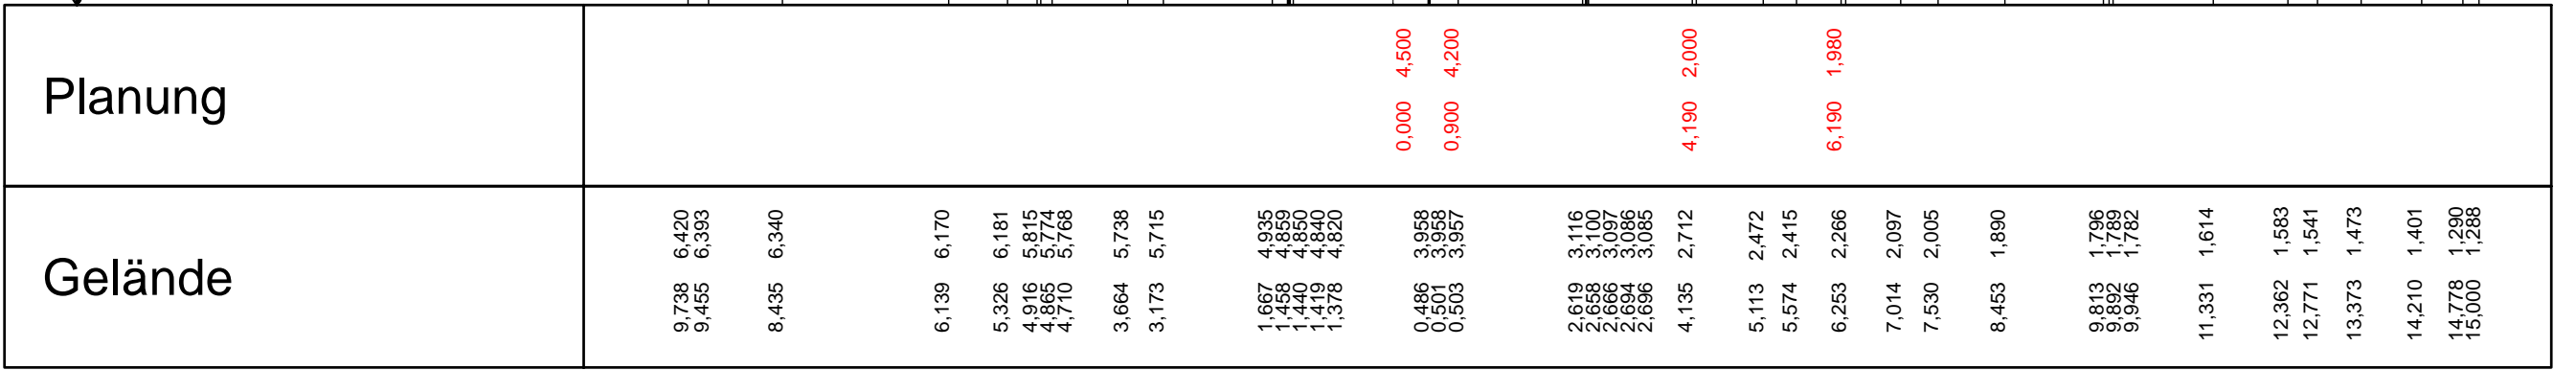 Planung
4,500 4,200 2,000 1,980
0,000 0,900 4,190 6,190
Gelände
6,420 6,393 6,340 6,170 6,181 5,815 5,774 5,768 5,738 5,715 4,935 4,859 4,850 4,840 4,820 3,958 3,958 3,957 3,116 3,100 3,097 3,086 3,085 2,712 2,472 2,415 2,266 2,097 2,005 1,890 1,796 1,789 1,782 1,614 1,583 1,541 1,473 1,401 1,290 1,288
9,738 9,455 8,435 6,139 5,326 4,916 4,865 4,710 3,664 3,173 1,667 1,458 1,440 1,419 1,378 0,486 0,501 0,503 2,619 2,658 2,666 2,694 2,696 4,135 5,113 5,574 6,253 7,014 7,530 8,453 9,813 9,892 9,946 11,331 12,362 12,771 13,373 14,210 14,778 15,000